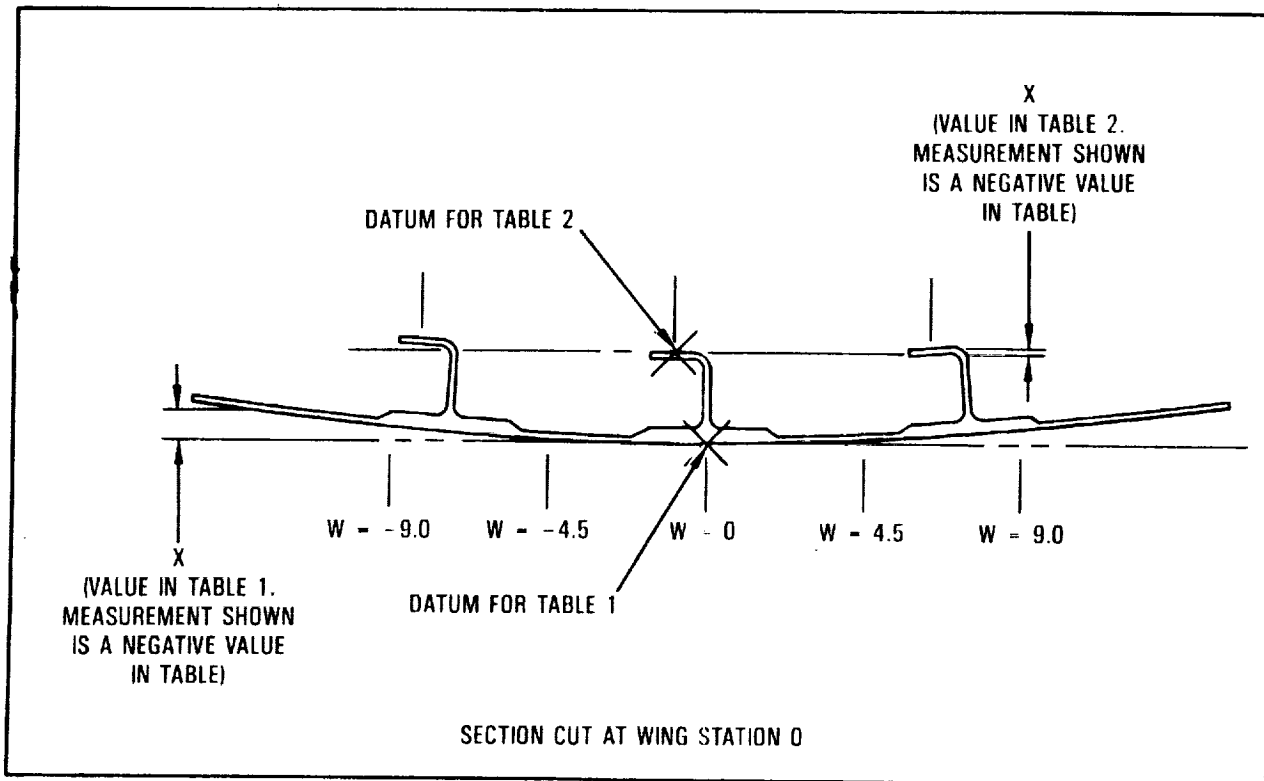 X
(VALUE IN TABLE 2.
MEASUREMENT SHOWN
IS A NEGATIVE VALUE
IN TABLE)
DATUM FOR TABLE 2
W = -9.0
W = -4.5
W - 0
W = 4.5
W = 9.0
X
(VALUE IN TABLE 1.
MEASUREMENT SHOWN
IS A NEGATIVE VALUE
IN TABLE)
DATUM FOR TABLE 1
SECTION CUT AT WING STATION 0